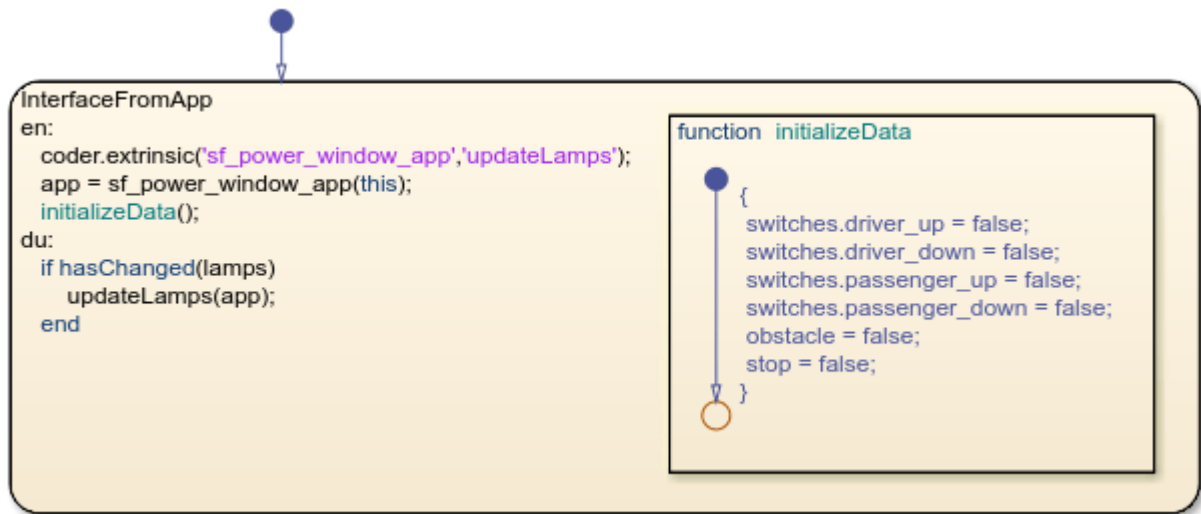 InterfaceFromApp
en:
coder.extrinsic('sf_power_window_app','updateLamps');
app = sf_power_window_app(this);
initializeData();
du:
if hasChanged(lamps)
updateLamps(app);
end
function initializeData
{
switches.driver_up = false;
switches.driver_down = false;
switches.passenger_up = false;
switches.passenger_down = false;
obstacle = false;
stop = false;
}